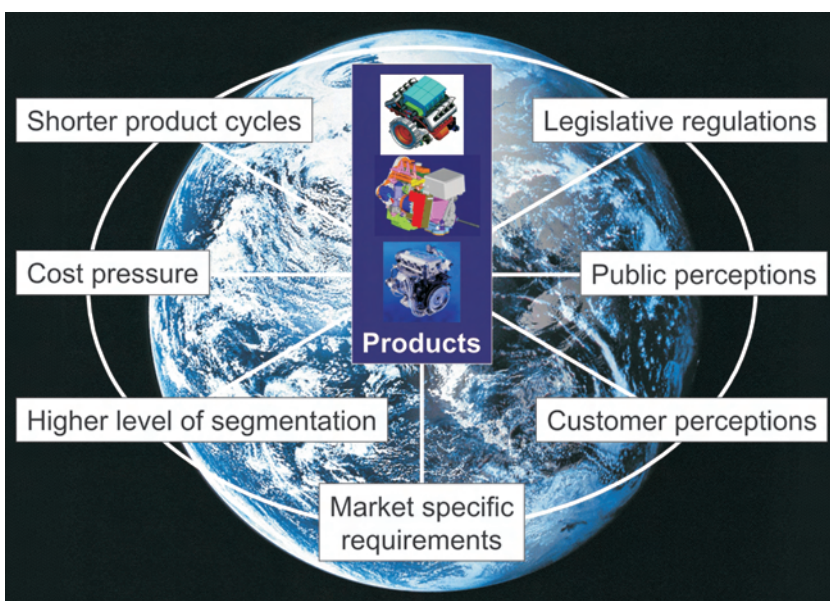 Shorter product cycles
Legislative regulations
Cost pressure
Public perceptions
Products
Higher level of segmentation
Customer perceptions
Market specific
requirements